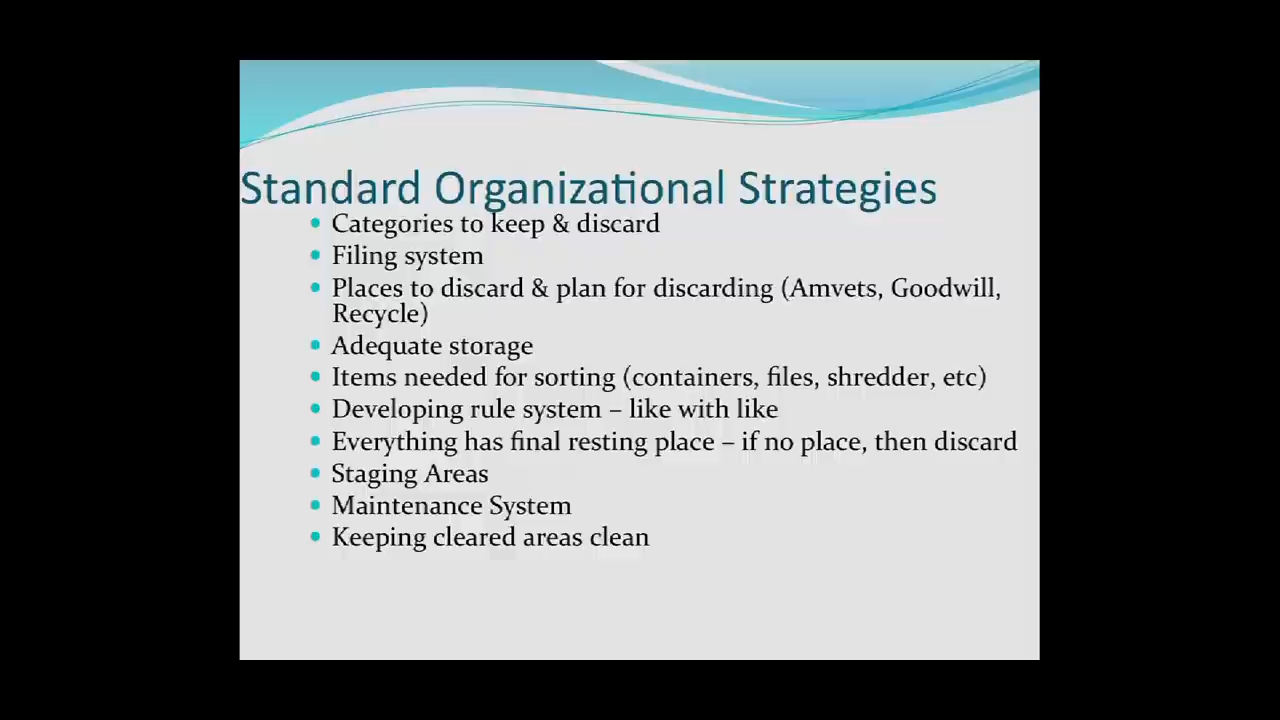 Standard Organizational Strategies
• Categories to keep & discard
• Filing system
• Places to discard & plan for discarding (Amvets, Goodwill,
Recycle)
• Adequate storage
• Items needed for sorting (containers, files, shredder, etc)
• Developing rule system – like with like
• Everything has final resting place – if no place, then discard
• Staging Areas
• Maintenance System
• Keeping cleared areas clean